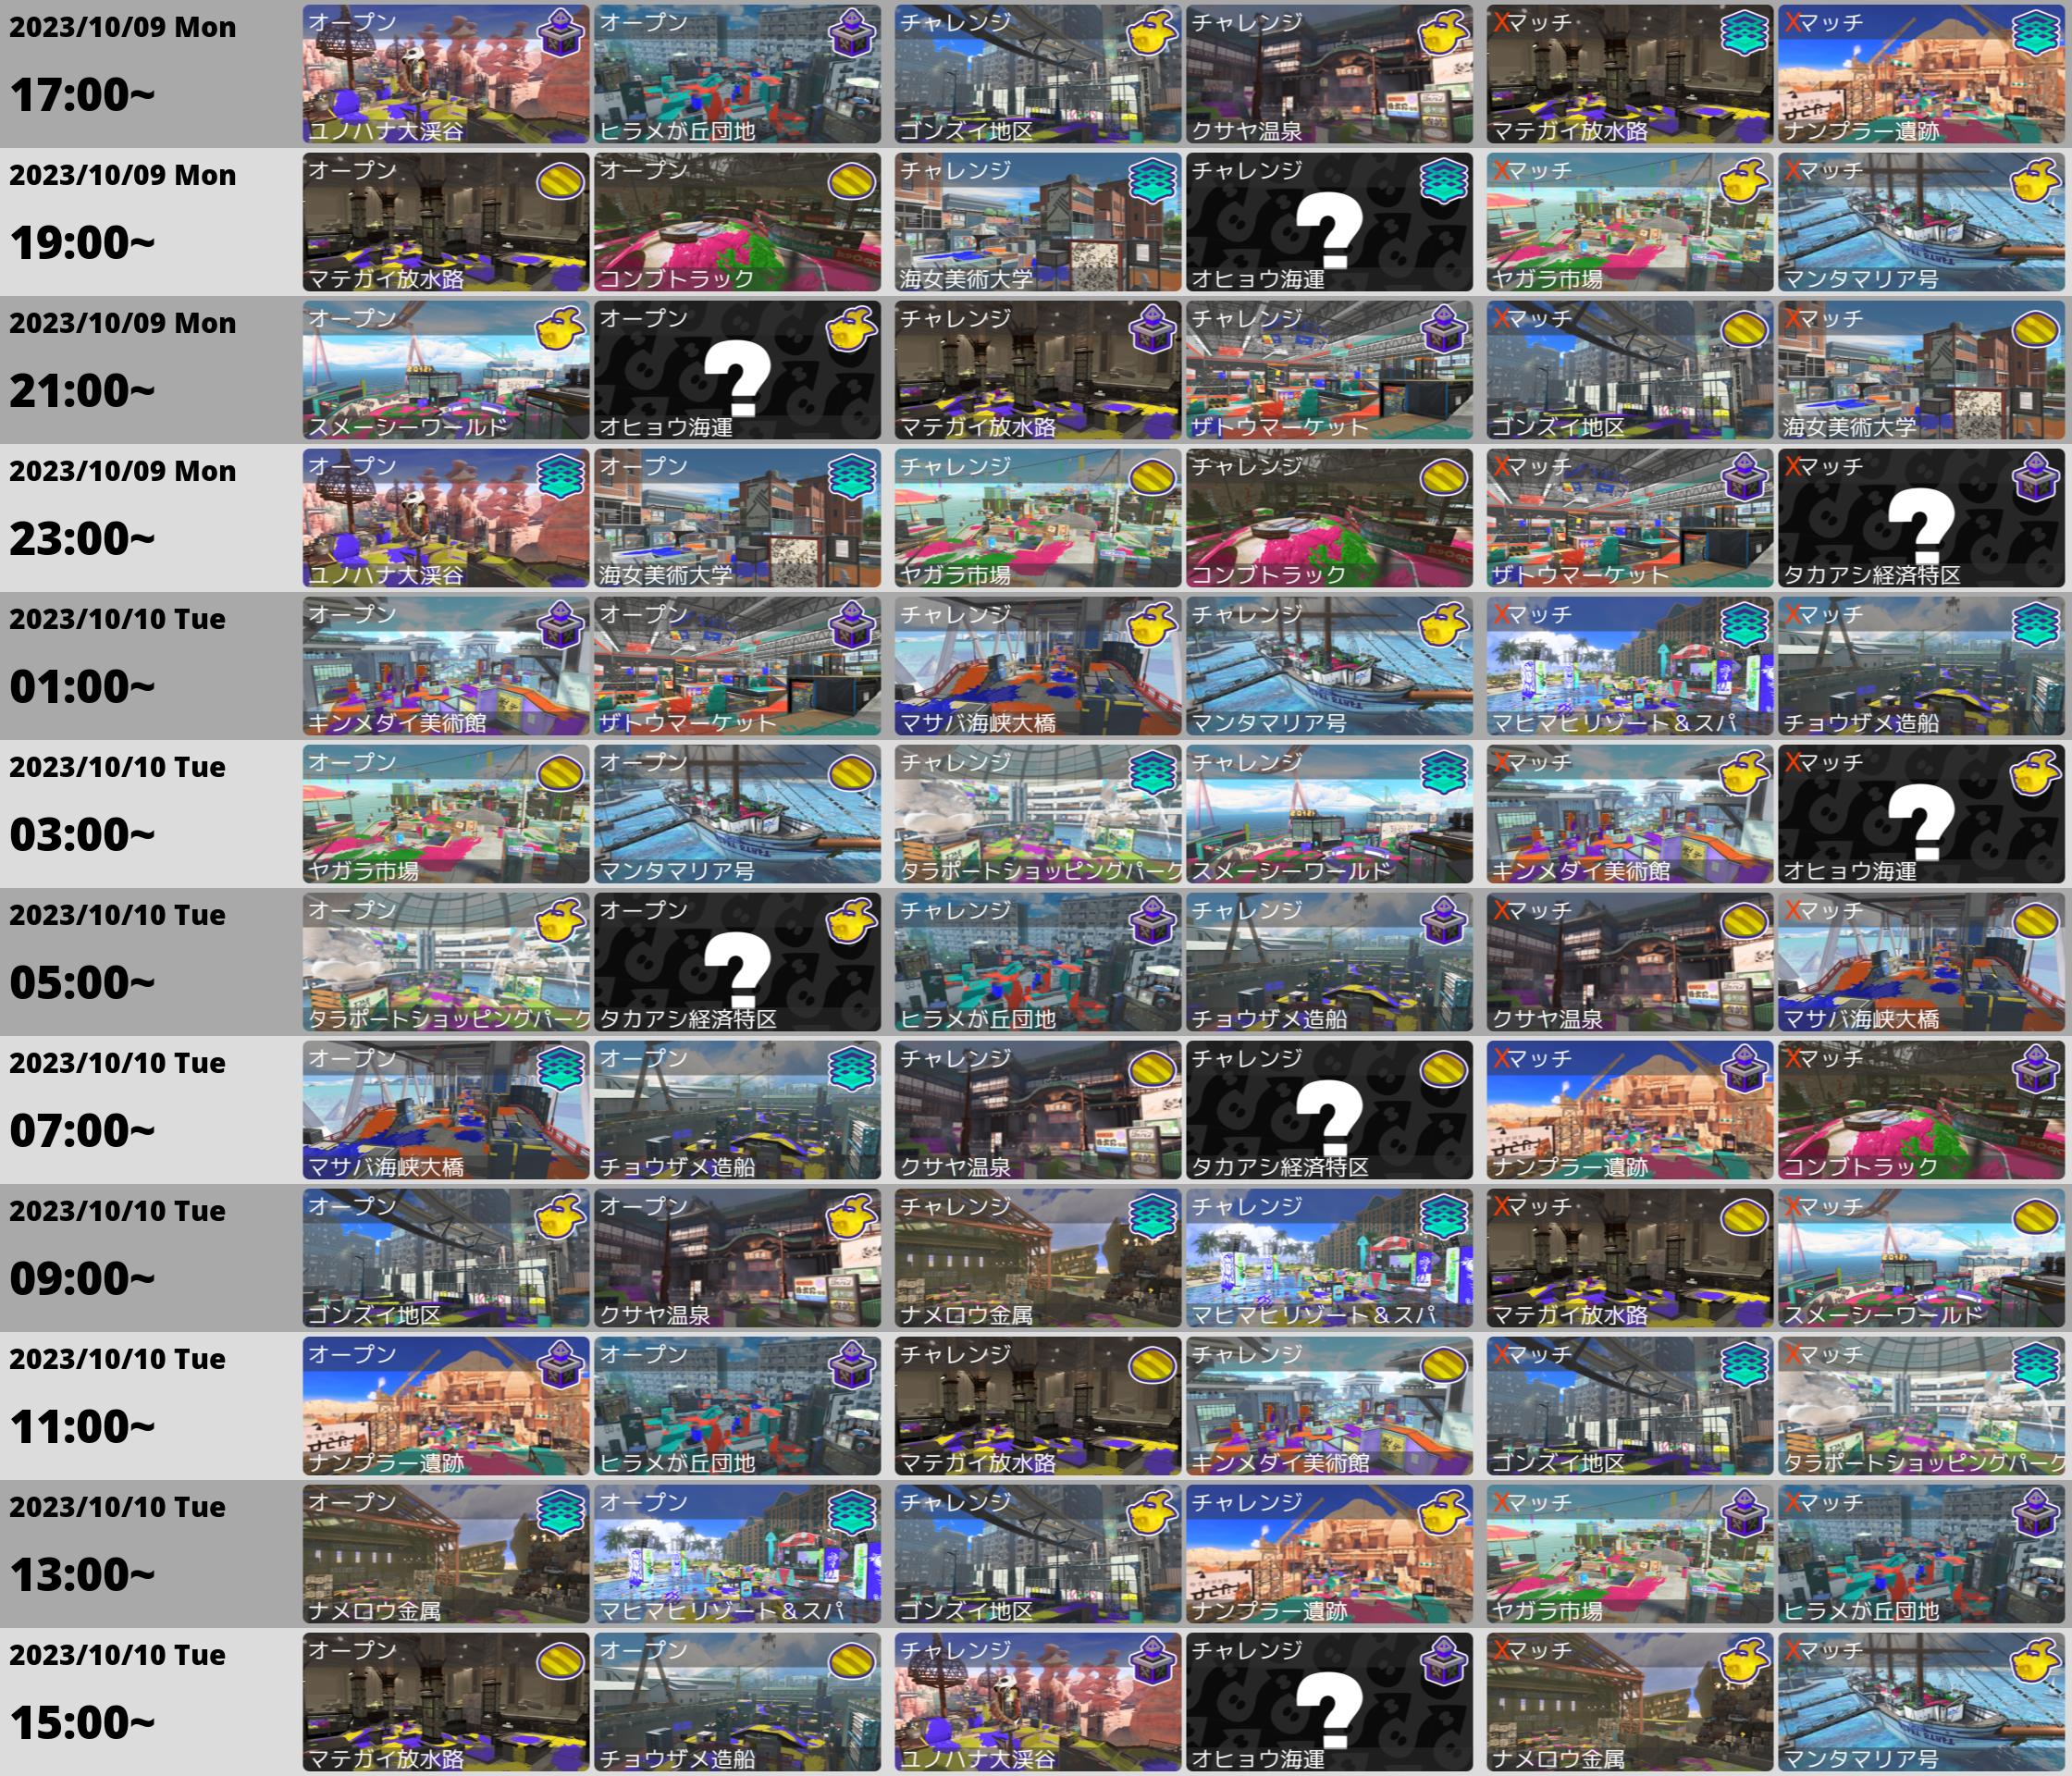 2023/10/09 Mon
17:00~
オープン
ユノハナ大渓谷
オープン
ヒラメが丘団地
チャレンジ
ゴンズイ地区
チャレンジ
クサヤ温泉
Xマッチ
マテガイ放水路
Xマッチ
ナンプラー遺跡
2023/10/09 Mon
19:00~
オープン
マテガイ放水路
オープン
コンブトラック
チャレンジ
海女美術大学
チャレンジ
?
オヒョウ海運
Xマッチ
ヤガラ市場
Xマッチ
マンタマリア号
2023/10/09 Mon
21:00~
オープン
スメーシーワールド
オープン
?
オヒョウ海運
チャレンジ
マテガイ放水路
チャレンジ
ザトウマーケット
Xマッチ
ゴンズイ地区
Xマッチ
海女美術大学
2023/10/09 Mon
23:00~
オープン
ユノハナ大渓谷
オープン
海女美術大学
チャレンジ
ヤガラ市場
チャレンジ
コンブトラック
Xマッチ
ザトウマーケット
Xマッチ
?
タカアシ経済特区
2023/10/10 Tue
01:00~
オープン
キンメダイ美術館
オープン
ザトウマーケット
チャレンジ
マサバ海峡大橋
チャレンジ
マンタマリア号
Xマッチ
マヒマヒリゾート＆スパ
Xマッチ
チョウザメ造船
2023/10/10 Tue
03:00~
オープン
ヤガラ市場
オープン
マンタマリア号
チャレンジ
タラポートショッピングパーク
チャレンジ
スメーシーワールド
Xマッチ
キンメダイ美術館
Xマッチ
?
オヒョウ海運
2023/10/10 Tue
05:00~
オープン
タラポートショッピングパーク
オープン
?
タカアシ経済特区
チャレンジ
ヒラメが丘団地
チャレンジ
チョウザメ造船
Xマッチ
クサヤ温泉
Xマッチ
マサバ海峡大橋
2023/10/10 Tue
07:00~
オープン
マサバ海峡大橋
オープン
チョウザメ造船
チャレンジ
クサヤ温泉
チャレンジ
?
タカアシ経済特区
Xマッチ
ナンプラー遺跡
Xマッチ
コンブトラック
2023/10/10 Tue
09:00~
オープン
ゴンズイ地区
オープン
クサヤ温泉
チャレンジ
ナメロウ金属
チャレンジ
マヒマヒリゾート＆スパ
Xマッチ
マテガイ放水路
Xマッチ
スメーシーワールド
2023/10/10 Tue
11:00~
オープン
ナンプラー遺跡
オープン
ヒラメが丘団地
チャレンジ
マテガイ放水路
チャレンジ
キンメダイ美術館
Xマッチ
ゴンズイ地区
Xマッチ
タラポートショッピングパーク
2023/10/10 Tue
13:00~
オープン
ナメロウ金属
オープン
マヒマヒリゾート＆スパ
チャレンジ
ゴンズイ地区
チャレンジ
ナンプラー遺跡
Xマッチ
ヤガラ市場
Xマッチ
ヒラメが丘団地
2023/10/10 Tue
15:00~
オープン
マテガイ放水路
オープン
チョウザメ造船
チャレンジ
ユノハナ大渓谷
チャレンジ
?
オヒョウ海運
Xマッチ
ナメロウ金属
Xマッチ
マンタマリア号